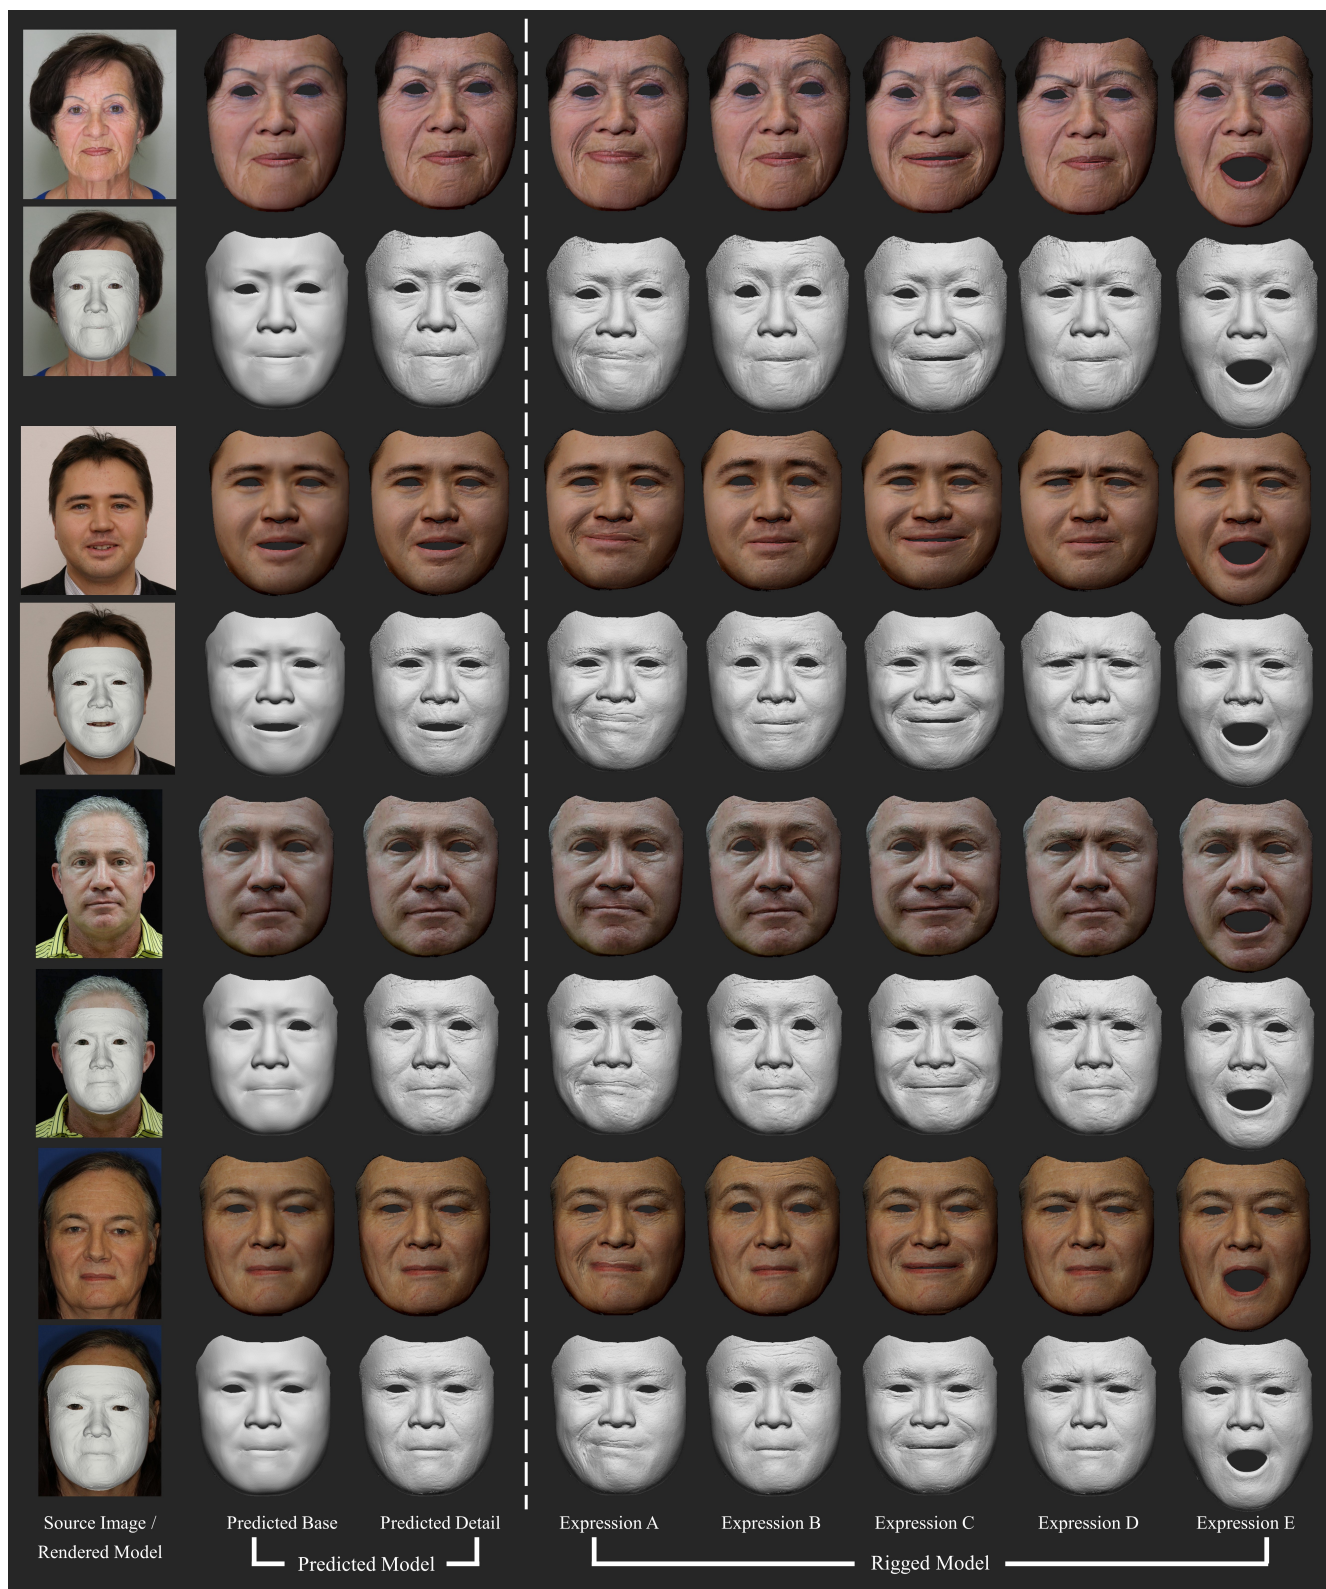 Source Image /
Rendered Model
Predicted Base
Predicted Detail
Predicted Model
Expression A
Expression B
Expression C
Expression D
Expression E
Rigged Model